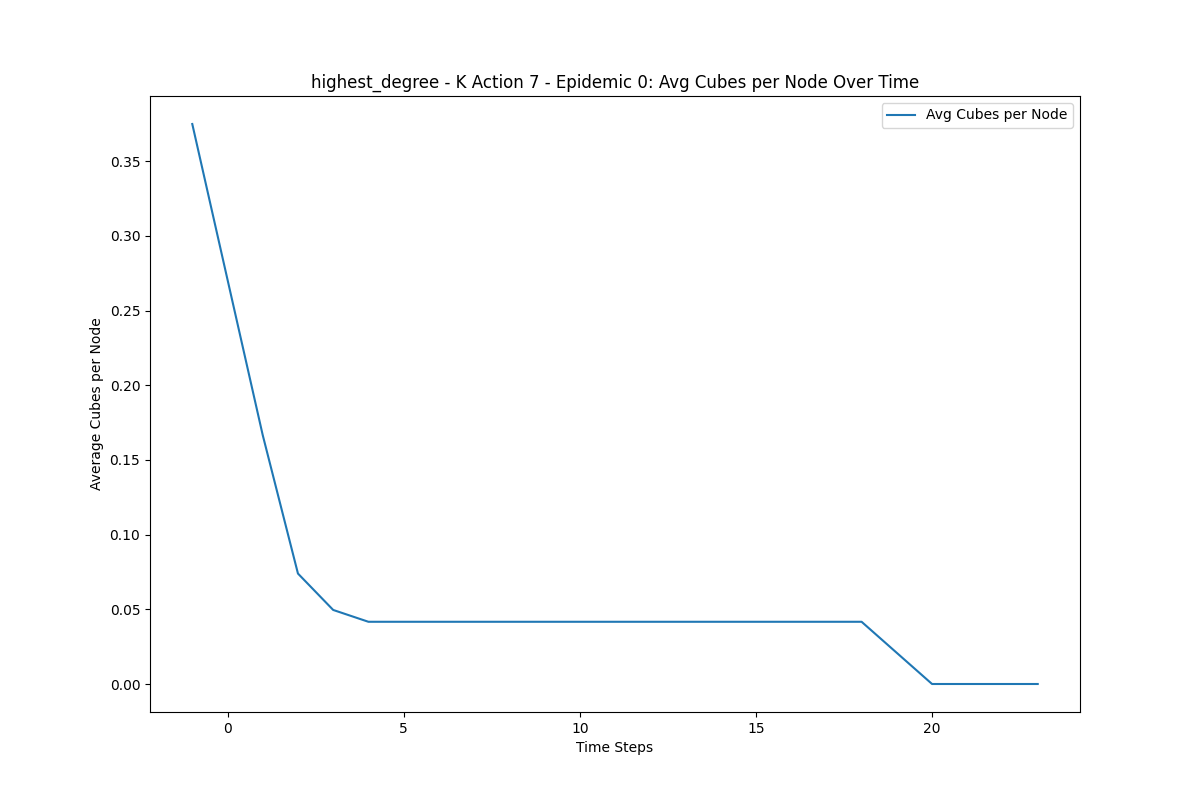 highest_degree - K Action 7 - Epidemic 0: Avg Cubes per Node Over Time
Avg Cubes per Node
Average Cubes per Node
0.35
0.30
0.25
0.20
0.15
0.10
0.05
0.00
0 5 10 15 20
Time Steps